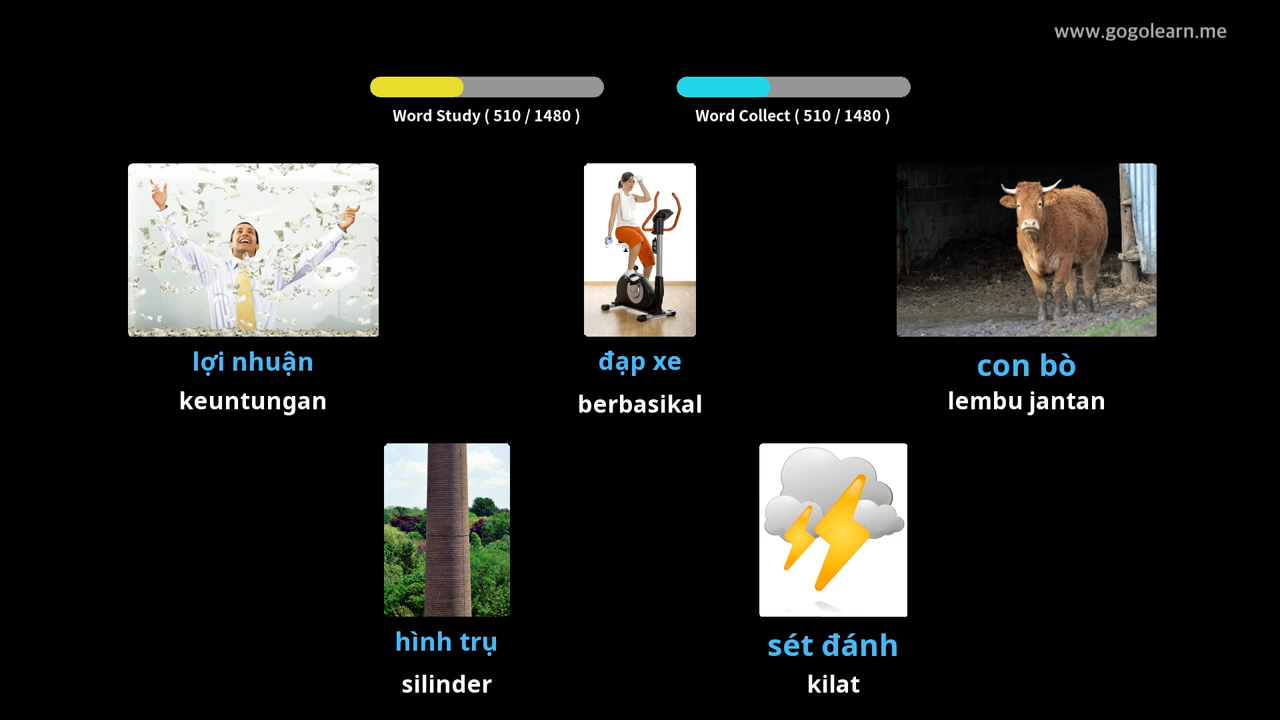 www.gogolearn.me
Word Study ( 510 / 1480 )
Word Collect ( 510 / 1480 )
lợi nhuận
keuntungan
đạp xe
berbasikal
con bò
lembu jantan
hình trụ
silinder
sét đánh
kilat